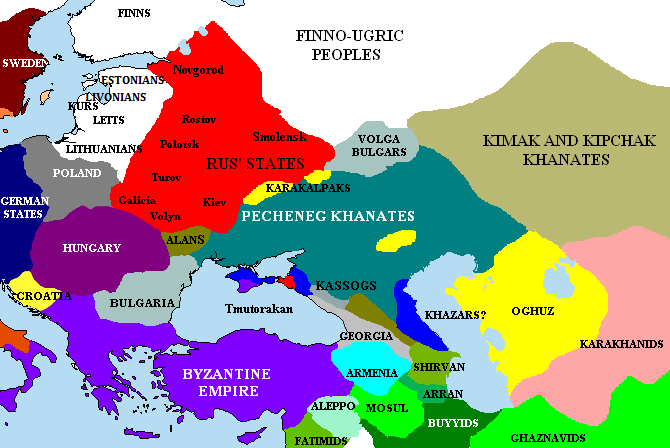 FINNS
FINNO-UGRIC
PEOPLES
SWEDEN
Novgorod
ESTONIANS
LIVONIANS
KURS
LETTS
Rostov
Smolensk
Polotsk
LITHUANIANS
RUS' STATES
VOLGA
BULGARS
KIMAK AND KIPCHAK
KHANATES
POLAND
Turov
KARAKALPAKS
GERMAN
STATES
Galicia
Kiev
Volyn
PECHENEG KHANATES
ALANS
HUNGARY
CROATIA
BULGARIA
KASSOGS
Tmutorakan
KHAZARS?
OGHUZ
GEORGIA
KARAKHANIDS
SHIRVAN
ARMENIA
BYZANTINE
EMPIRE
ARRAN
ALEPPO
MOSUL
BUYYIDS
FATIMIDS
GHAZNAVIDS